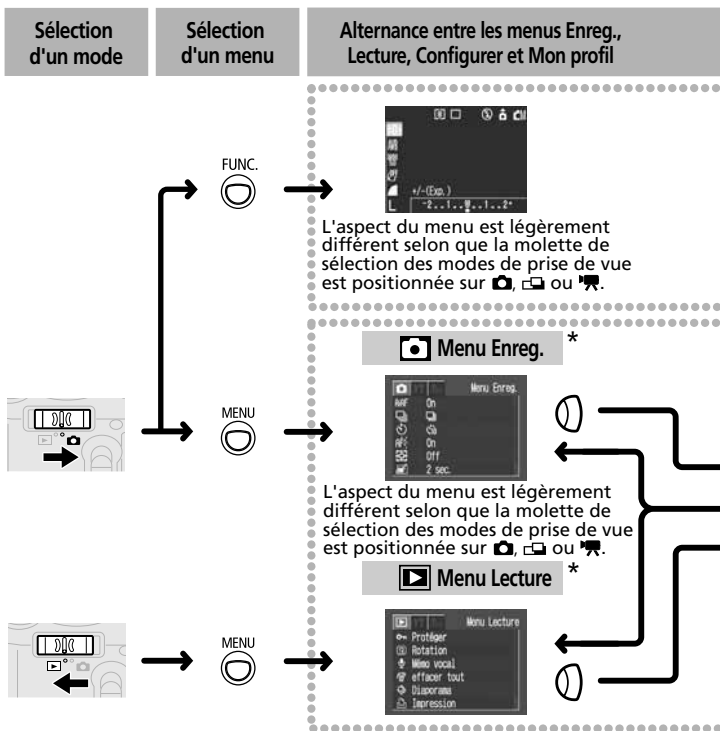 Sélection
d'un mode
Sélection
d'un menu
Alternance entre les menus Enreg.,
Lecture, Configurer et Mon profil
FUNC.
+/-(Exp.)
L
-2..1..0..1..2+
L'aspect du menu est légèrement
différent selon que la molette de
sélection des modes de prise de vue
est positionnée sur , ou .
Menu Enreg. *
MENU
Menu Enreg.
On
On
Off
2 sec.
L'aspect du menu est légèrement
différent selon que la molette de
sélection des modes de prise de vue
est positionnée sur , ou .
Menu Lecture *
MENU
Menu Lecture
Protéger
Rotation
Mémo vocal
effacer tout
Diaporama
Impression